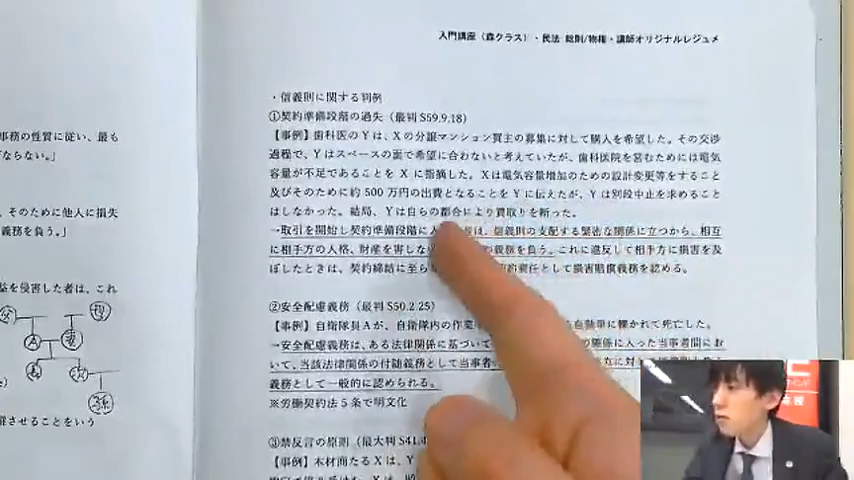 入門講座（森クラス）・民法 総則/物権・講師オリジナルレジュメ
事務の性質に従い、最も
ならない。」
、そのために他人に損失
益を侵害した者は、これ
父
母
A
妻
子
孫
催させることをいう
・信義則に関する判例
①契約準備段階の過失（最判 S59.9.18）
【事例】歯科医のＹは、Ｘの分譲マンション買主の募集に対して購入を希望した。その交渉
過程で、Ｙはスペースの面で希望に合わないと考えていたが、歯科医院を営むためには電気
容量が不足であることを Ｘ に指摘した。Ｘは電気容量増加のための設計変更等をすること
及びそのために約 500 万円の出費となることを Ｙ に伝えたが、Ｙ は別段中止を求めること
はしなかった。結局、Ｙは自らの都合により買取りを断った。
→取引を開始し契約準備段階に入 は、信義則の支配する緊密な関係に立つから、相互
に相手方の人格、財産を害しな の義務を負う。これに違反して相手方に損害を及
ぼしたときは、契約締結に至ら 約責任として損害賠償義務を認める。
②安全配慮義務（最判 S50.2.25）
【事例】自衛隊員Ａが、自衛隊内の作業 自動車に轢かれて死亡した。
→安全配慮義務は、ある法律関係に基づいて の関係に入った当事者間にお
いて、当該法律関係の付随義務として当事者
義務として一般的に認められる。
※労働契約法 5 条で明文化
③禁反言の原則（最大判 S41.4
【事例】木材商たる Ｘ は、Ｙ